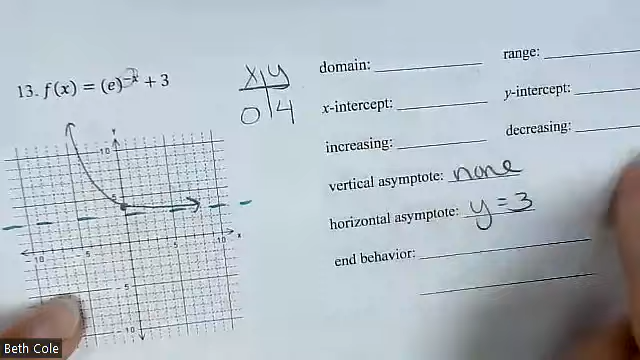 13. f(x) = (e)^-x + 3
x y
0 4
domain:
range:
x-intercept:
y-intercept:
increasing:
decreasing:
vertical asymptote: none
horizontal asymptote: y = 3
end behavior:
y
10
5
-10
-5
5
10
x
-5
-10
Beth Cole